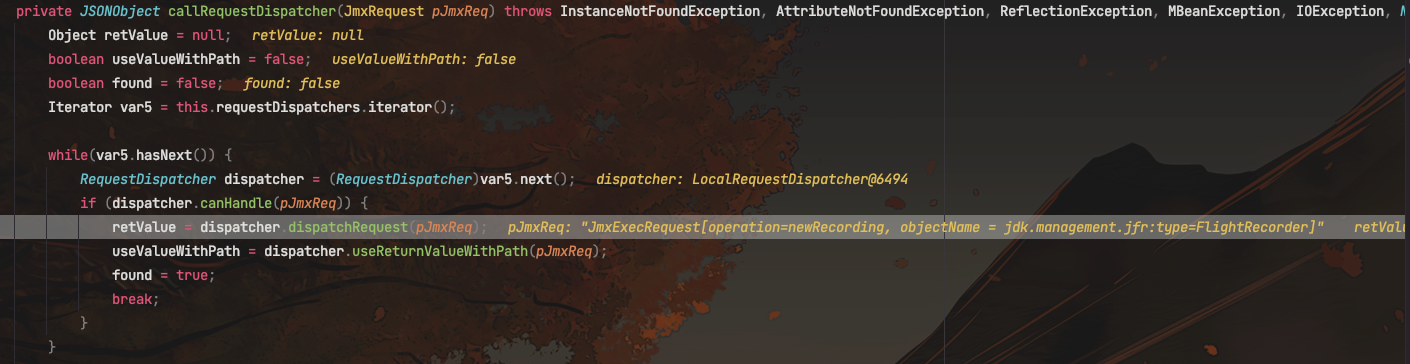 private JSONObject callRequestDispatcher(JmxRequest pJmxReq) throws InstanceNotFoundException, AttributeNotFoundException, ReflectionException, MBeanException, IOException,
Object retValue = null;   retValue: null
boolean useValueWithPath = false;   useValueWithPath: false
boolean found = false;   found: false
Iterator var5 = this.requestDispatchers.iterator();
while(var5.hasNext()) {
RequestDispatcher dispatcher = (RequestDispatcher)var5.next();   dispatcher: LocalRequestDispatcher@6494
if (dispatcher.canHandle(pJmxReq)) {
retValue = dispatcher.dispatchRequest(pJmxReq);   pJmxReq: "JmxExecRequest[operation=newRecording, objectName = jdk.management.jfr:type=FlightRecorder]"
useValueWithPath = dispatcher.useReturnValueWithPath(pJmxReq);
found = true;
break;
}
}